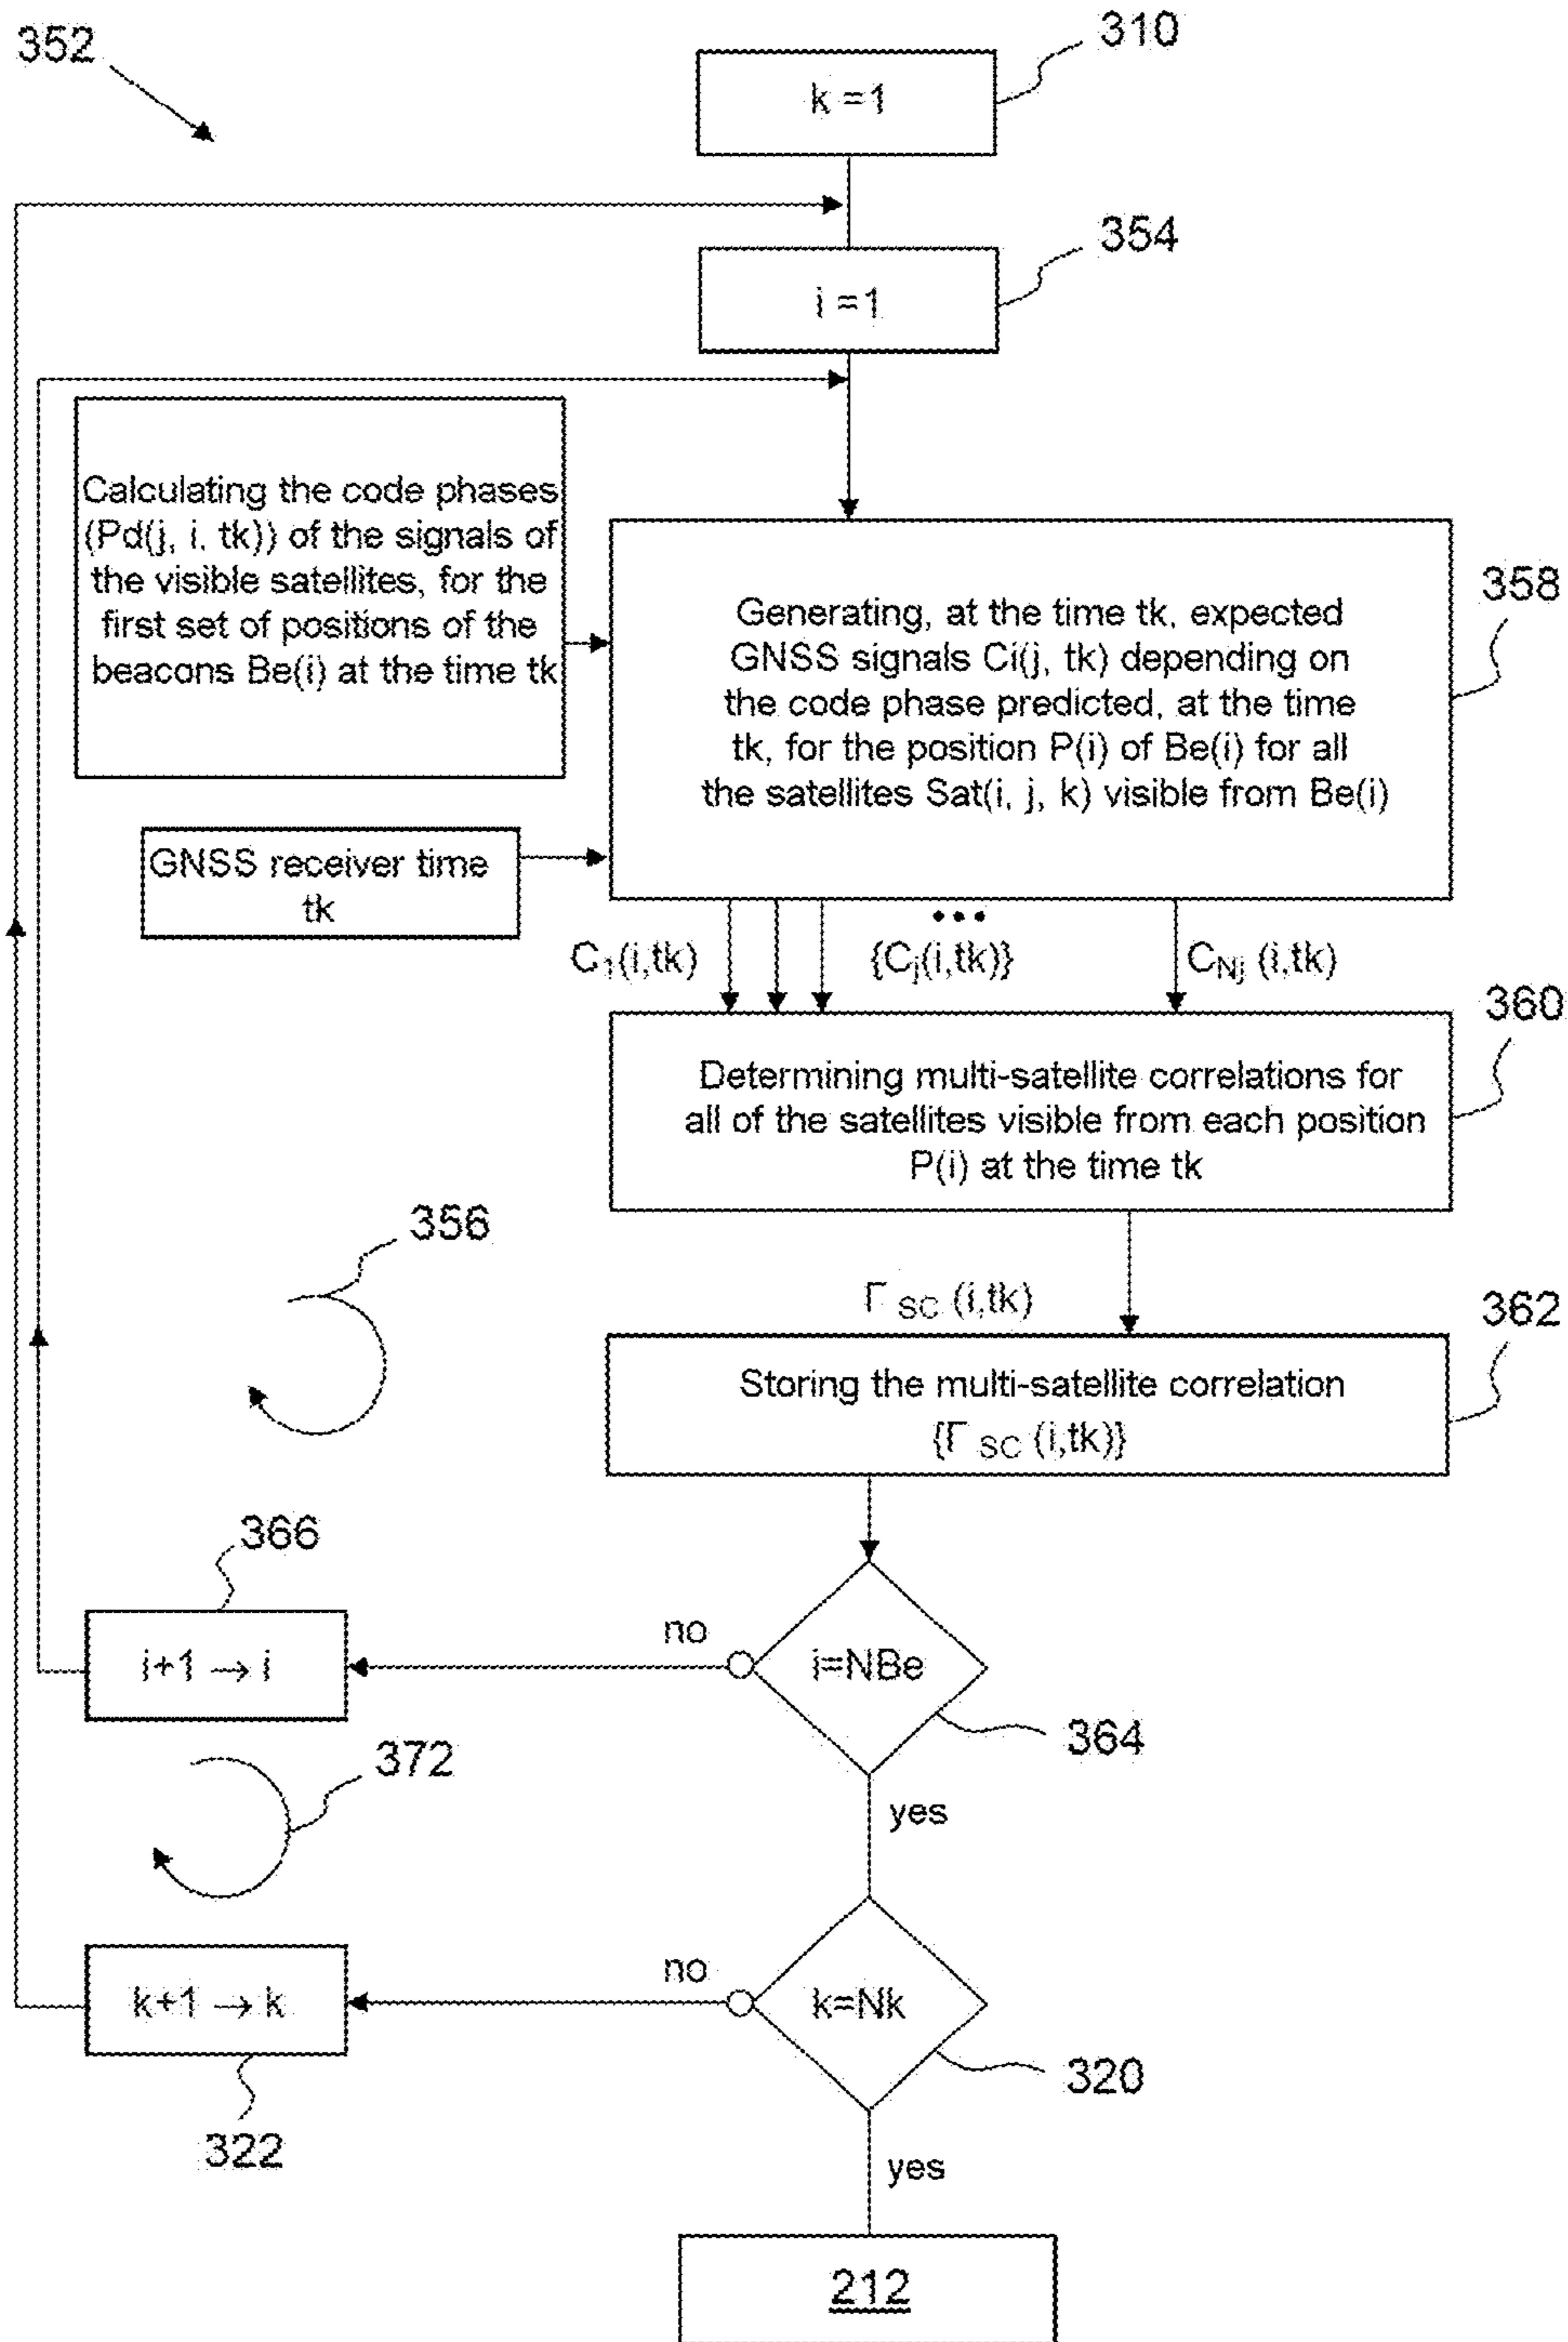 352
310
k =1
354
i =1
Calculating the code phases
(Pd(j, i, tk)) of the signals of
the visible satellites, for the
first set of positions of the
beacons Be(i) at the time tk
358
Generating, at the time tk, expected
GNSS signals Ci(j, tk) depending on
the code phase predicted, at the time
tk, for the position P(i) of Be(i) for all
the satellites Sat(i, j, k) visible from Be(i)
GNSS receiver time
tk
•••
C₁(i,tk) {Cⱼ(i,tk)} C_Nj (i,tk)
360
Determining multi-satellite correlations for
all of the satellites visible from each position
P(i) at the time tk
356
Γ SC (i,tk)
362
Storing the multi-satellite correlation
{Γ SC (i,tk)}
366
no
i+1 → i
i=NBe
364
372
yes
no
k+1 → k
k=Nk
320
322
yes
212